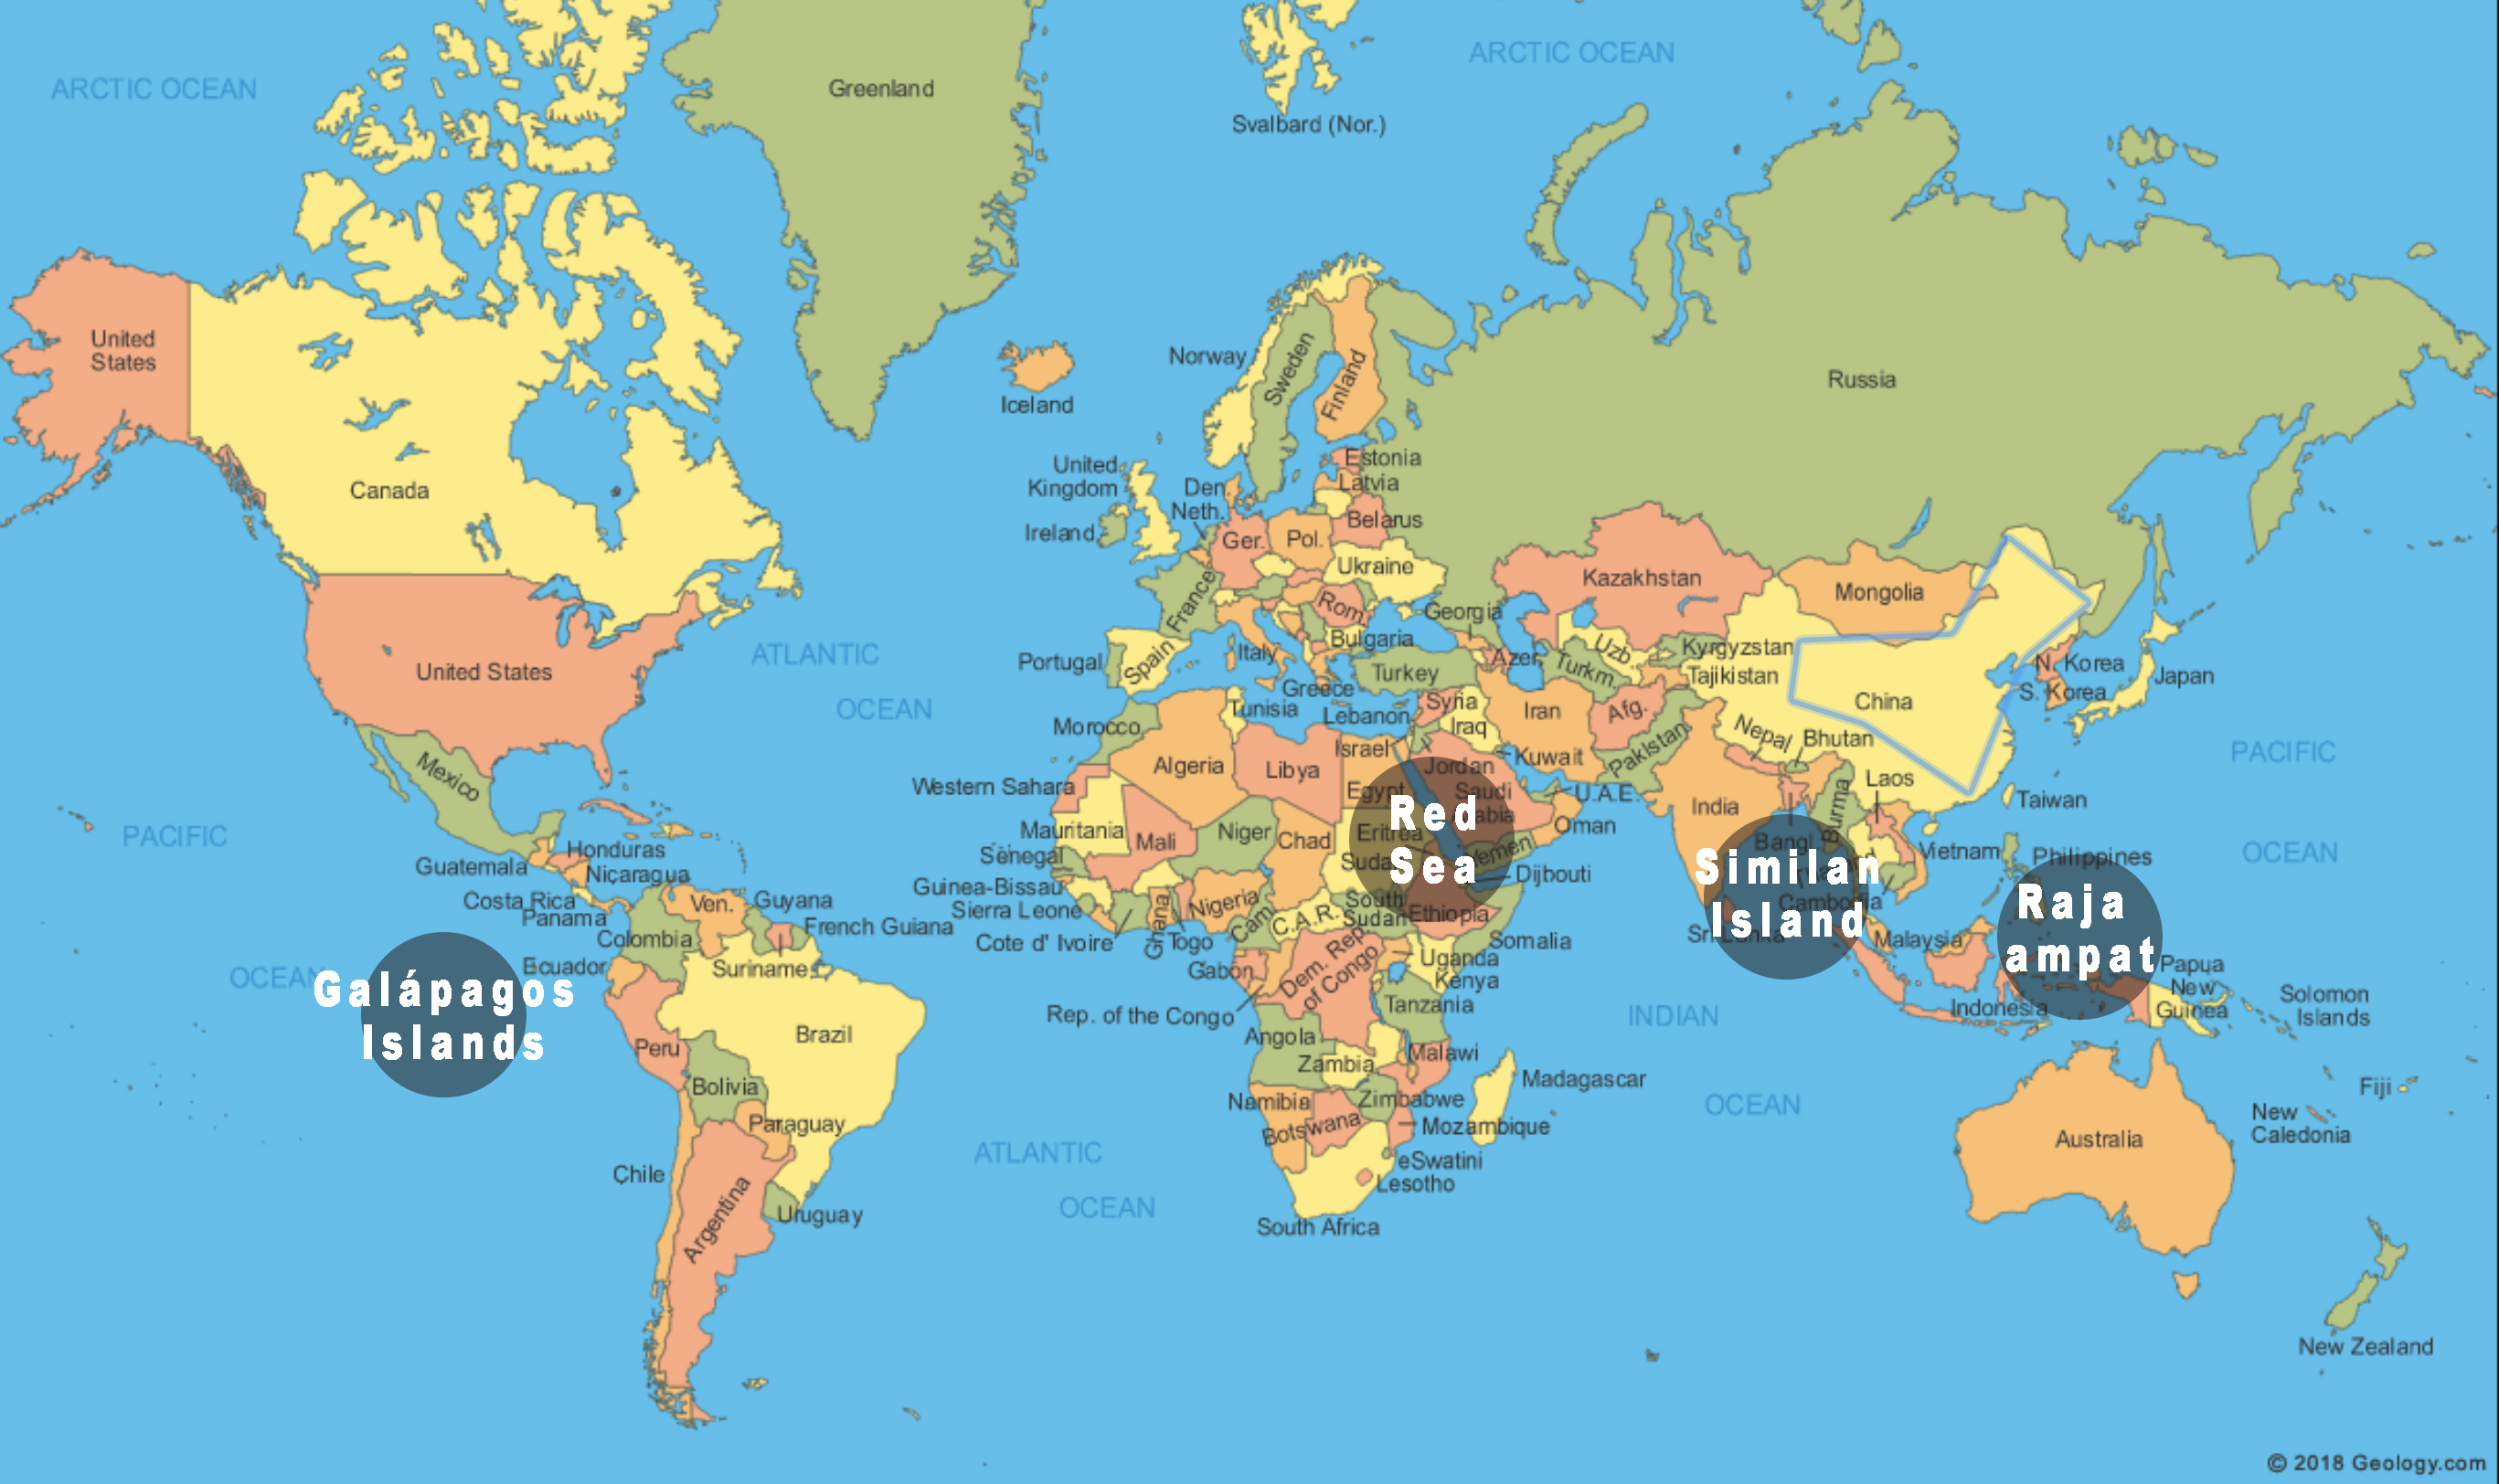 ARCTIC OCEAN
ARCTIC OCEAN
Greenland
Svalbard (Nor.)
United
States
Norway
Sweden
Finland
Iceland
Russia
Canada
United
Kingdom
Estonia
Latvia
Den.
Neth.
Ireland
Belarus
Ger.
Pol.
Ukraine
Kazakhstan
Mongolia
France
Rom.
Georgia
Bulgaria
Uzb.
Kyrgyzstan
ATLANTIC
OCEAN
Portugal
Spain
Italy
Azer.
Turkm.
Tajikistan
N. Korea
S. Korea
Japan
United States
Turkey
Greece
China
Tunisia
Lebanon
Syria
Iraq
Iran
Afg.
Morocco
Israel
Kuwait
Pakistan
Nepal
Bhutan
PACIFIC
Mexico
Algeria
Libya
Jordan
Western Sahara
Egypt
Saudi
U.A.E.
India
Laos
Burma
Taiwan
PACIFIC
Mauritania
Mali
Niger
Chad
Eritrea
Red
Sea
Oman
Bangl.
Honduras
Senegal
Yemen
Vietnam
Philippines
OCEAN
Guatemala
Nicaragua
Djibouti
Similan
Island
Guinea-Bissau
Costa Rica
Panama
Ven.
Guyana
Sierra Leone
Nigeria
South
Sudan
Ethiopia
Cambodia
Raja
ampat
French Guiana
Cote d' Ivoire
Ghana
Togo
Cam.
C.A.R.
Somalia
Sri Lanka
Malaysia
Colombia
Suriname
OCEAN
Ecuador
Gabon
Dem. Rep.
of Congo
Uganda
Kenya
Papua
New
Guinea
Galápagos
Islands
Rep. of the Congo
Tanzania
INDIAN
Indonesia
Solomon
Islands
Brazil
Peru
Angola
Zambia
Malawi
Madagascar
Bolivia
Namibia
Zimbabwe
OCEAN
Fiji
Paraguay
Botswana
Mozambique
New
Caledonia
Australia
ATLANTIC
OCEAN
Chile
eSwatini
Lesotho
Argentina
Uruguay
South Africa
New Zealand
© 2018 Geology.com